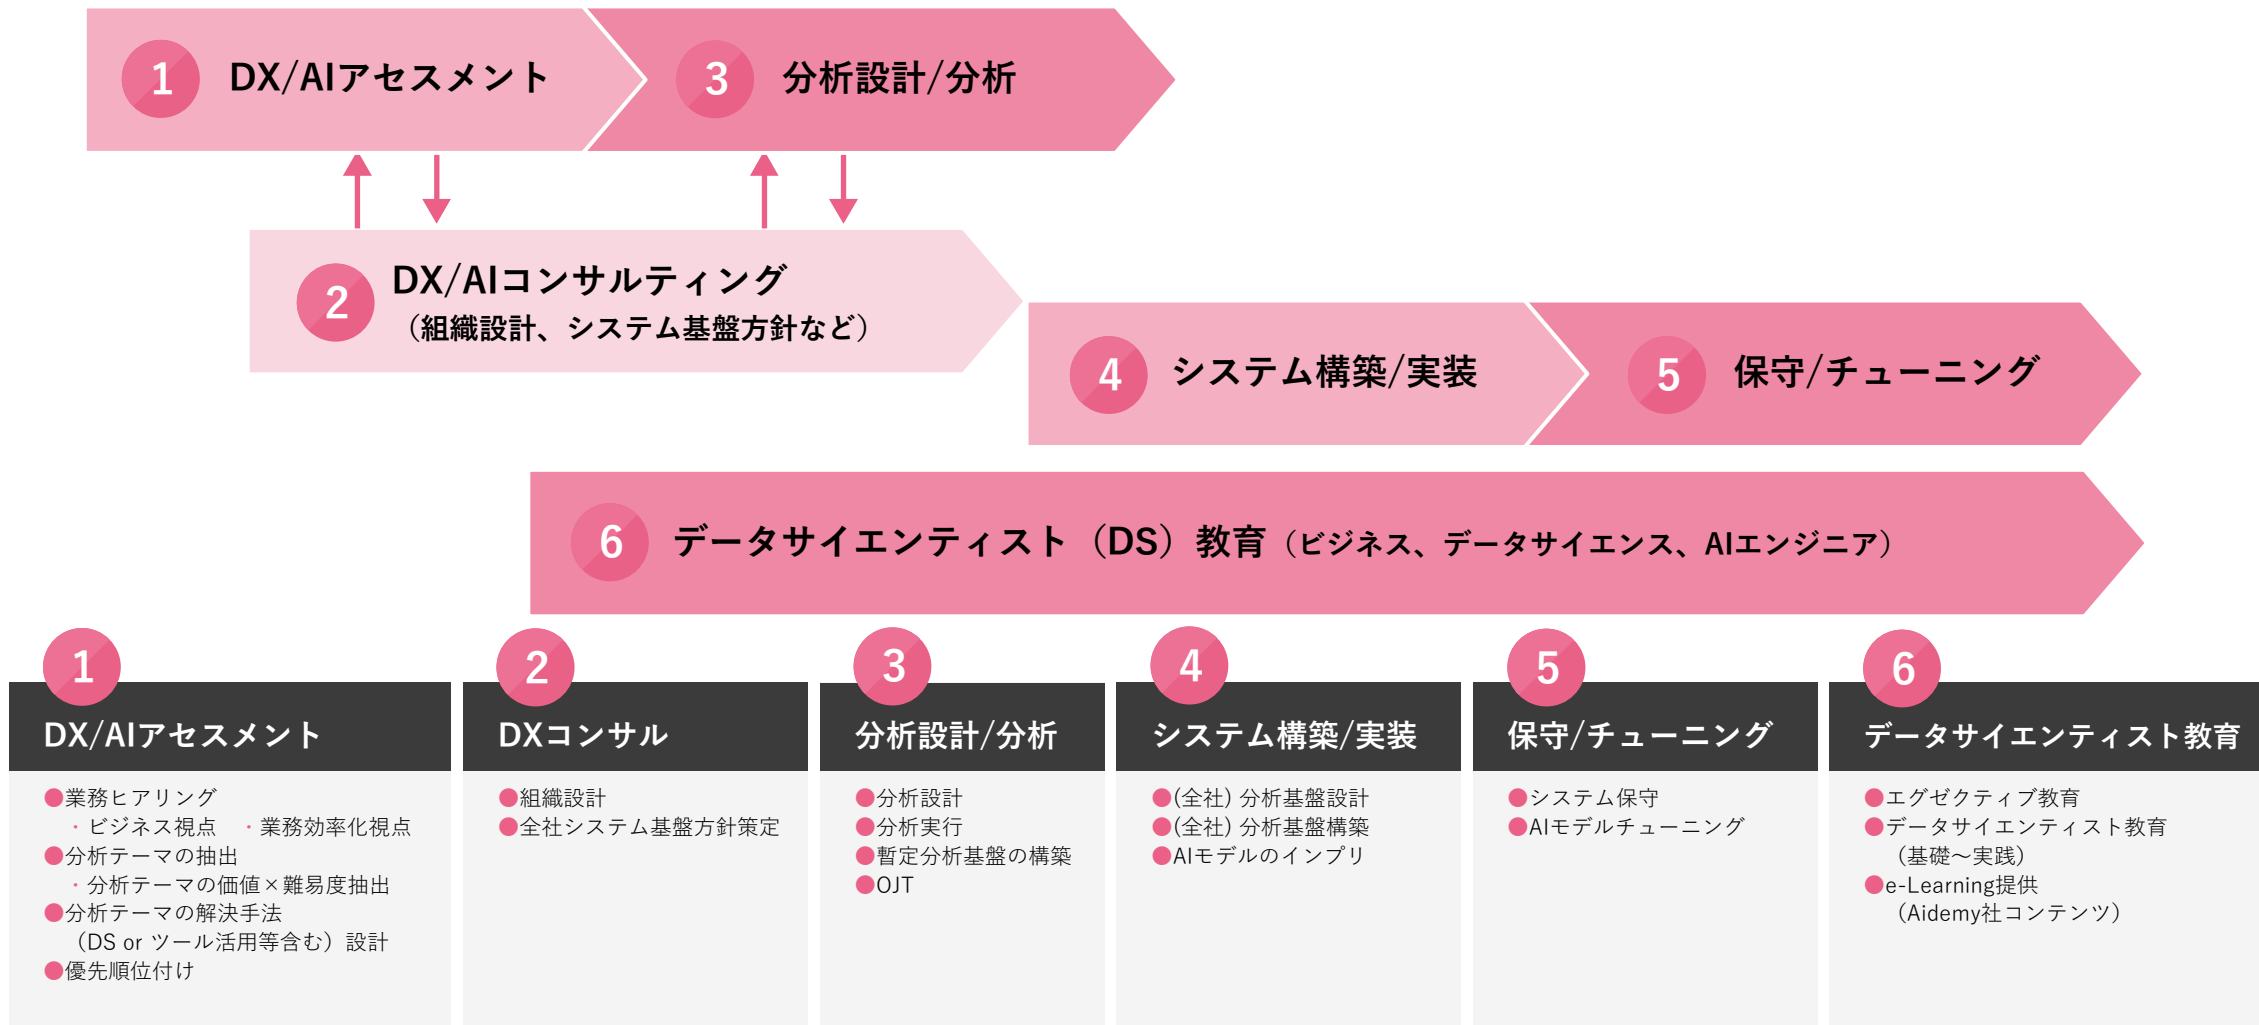 1
DX/AIアセスメント
3
分析設計/分析
2
DX/AIコンサルティング
（組織設計、システム基盤方針など）
4
システム構築/実装
5
保守/チューニング
6
データサイエンティスト（DS）教育（ビジネス、データサイエンス、AIエンジニア）
1
DX/AIアセスメント
●業務ヒアリング
・ビジネス視点　・業務効率化視点
●分析テーマの抽出
・分析テーマの価値×難易度抽出
●分析テーマの解決手法
（DS or ツール活用等含む）設計
●優先順位付け
2
DXコンサル
●組織設計
●全社システム基盤方針策定
3
分析設計/分析
●分析設計
●分析実行
●暫定分析基盤の構築
●OJT
4
システム構築/実装
●(全社) 分析基盤設計
●(全社) 分析基盤構築
●AIモデルのインプリ
5
保守/チューニング
●システム保守
●AIモデルチューニング
6
データサイエンティスト教育
●エグゼクティブ教育
●データサイエンティスト教育
（基礎～実践）
●e-Learning提供
（Aidemy社コンテンツ）